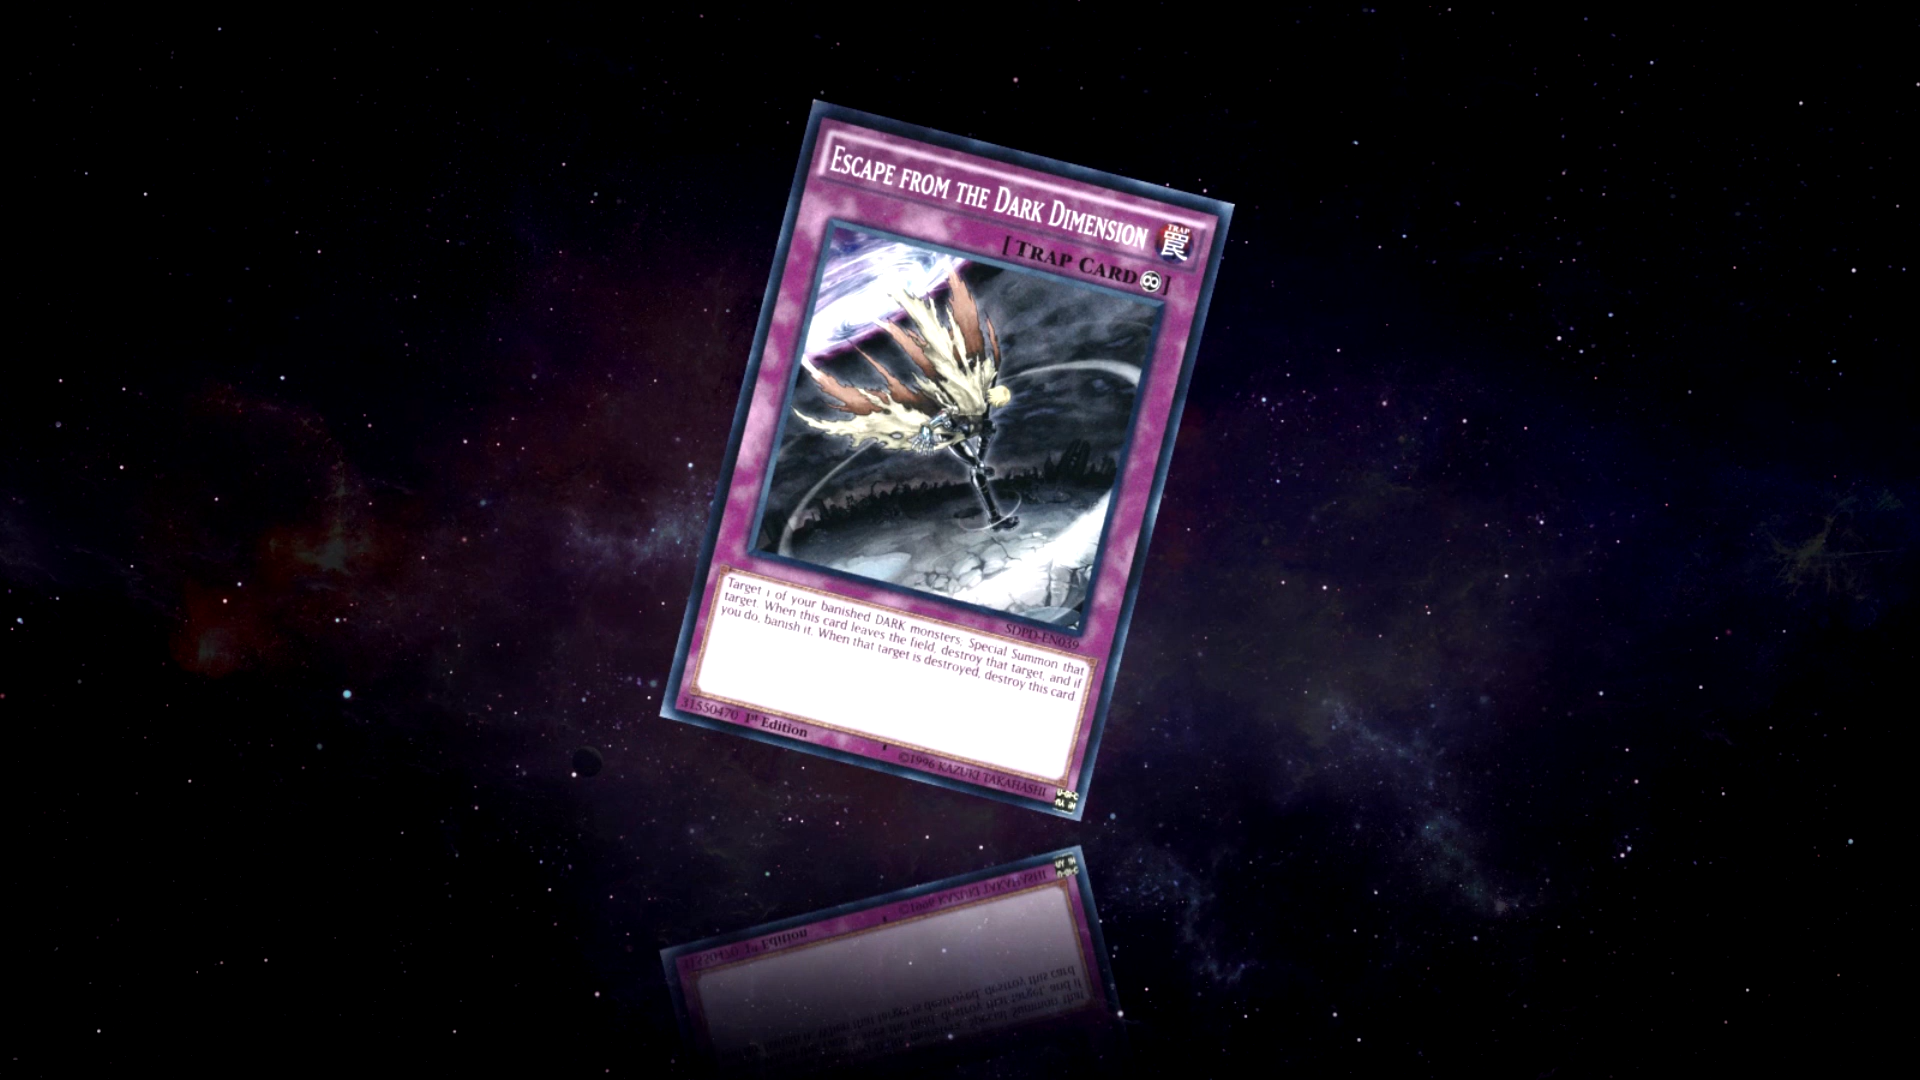 Escape from the Dark Dimension
TRAP
罠
[Trap Card ∞]
SDPD-EN039
Target 1 of your banished DARK monsters; Special Summon that
target. When this card leaves the field, destroy that target, and if
you do, banish it. When that target is destroyed, destroy this card
31550470 1st Edition
©1996 KAZUKI TAKAHASHI